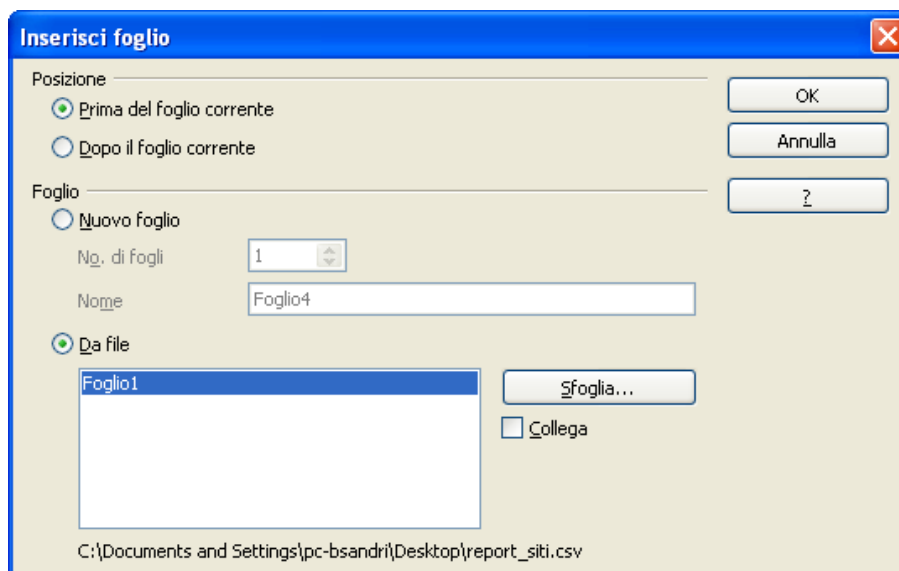 Inserisci foglio
Posizione
Prima del foglio corrente
Dopo il foglio corrente
OK
Annulla
?
Foglio
Nuovo foglio
No. di fogli
1
Nome
Foglio4
Da file
Foglio1
Sfoglia...
Collega
C:\Documents and Settings\pc-bsandri\Desktop\report_siti.csv